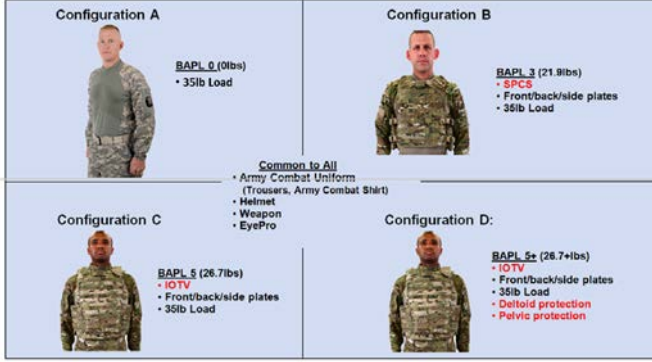 Configuration A
BAPL 0 (0lbs)
• 35lb Load
Configuration B
BAPL 3 (21.9lbs)
• SPCS
• Front/back/side plates
• 35lb Load
Common to All
• Army Combat Uniform
(Trousers, Army Combat Shirt)
• Helmet
• Weapon
• EyePro
Configuration C
BAPL 5 (26.7lbs)
• IOTV
• Front/back/side plates
• 35lb Load
Configuration D:
BAPL 5+ (26.7+lbs)
• IOTV
• Front/back/side plates
• 35lb Load
• Deltoid protection
• Pelvic protection